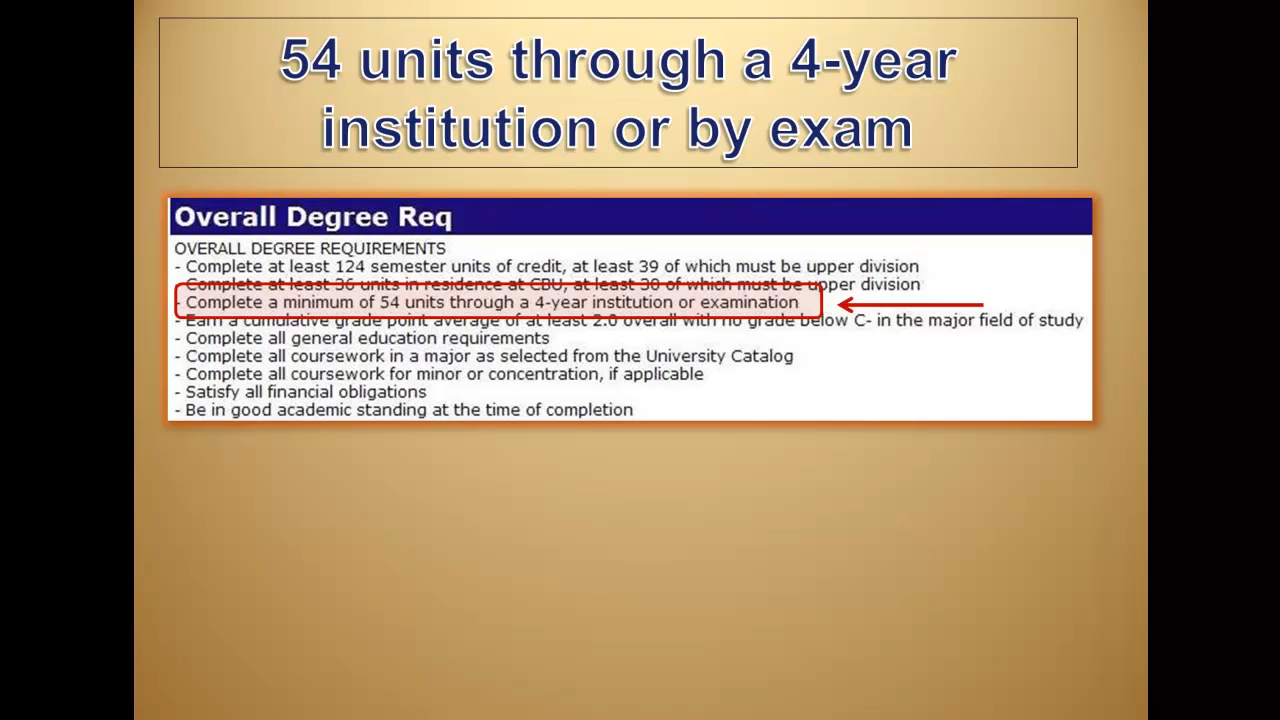 54 units through a 4-year
institution or by exam
Overall Degree Req
OVERALL DEGREE REQUIREMENTS
- Complete at least 124 semester units of credit, at least 39 of which must be upper division
- Complete at least 36 units in residence at CBU, at least 30 of which must be upper division
- Complete a minimum of 54 units through a 4-year institution or examination
- Earn a cumulative grade point average of at least 2.0 overall with no grade below C- in the major field of study
- Complete all general education requirements
- Complete all coursework in a major as selected from the University Catalog
- Complete all coursework for minor or concentration, if applicable
- Satisfy all financial obligations
- Be in good academic standing at the time of completion